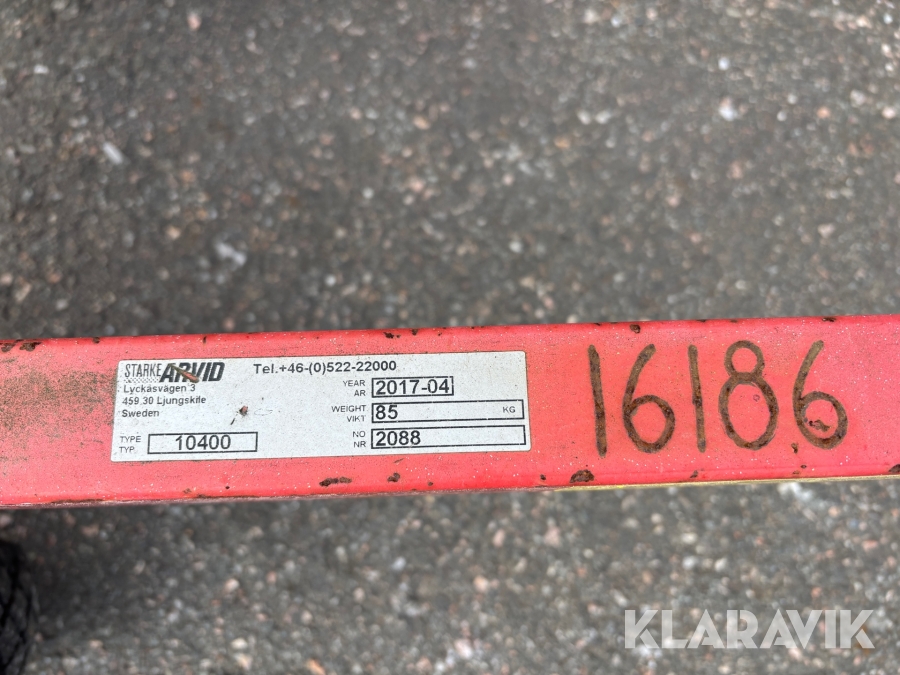 STARKE ARVID
Tel.+46-(0)522-22000
Lyckåsvägen 3
459 30 Ljungskile
Sweden
YEAR
ÅR
2017-04
WEIGHT
VIKT
85 KG
TYPE
TYP
10400
NO
NR
2088
16186
KLARAVIK